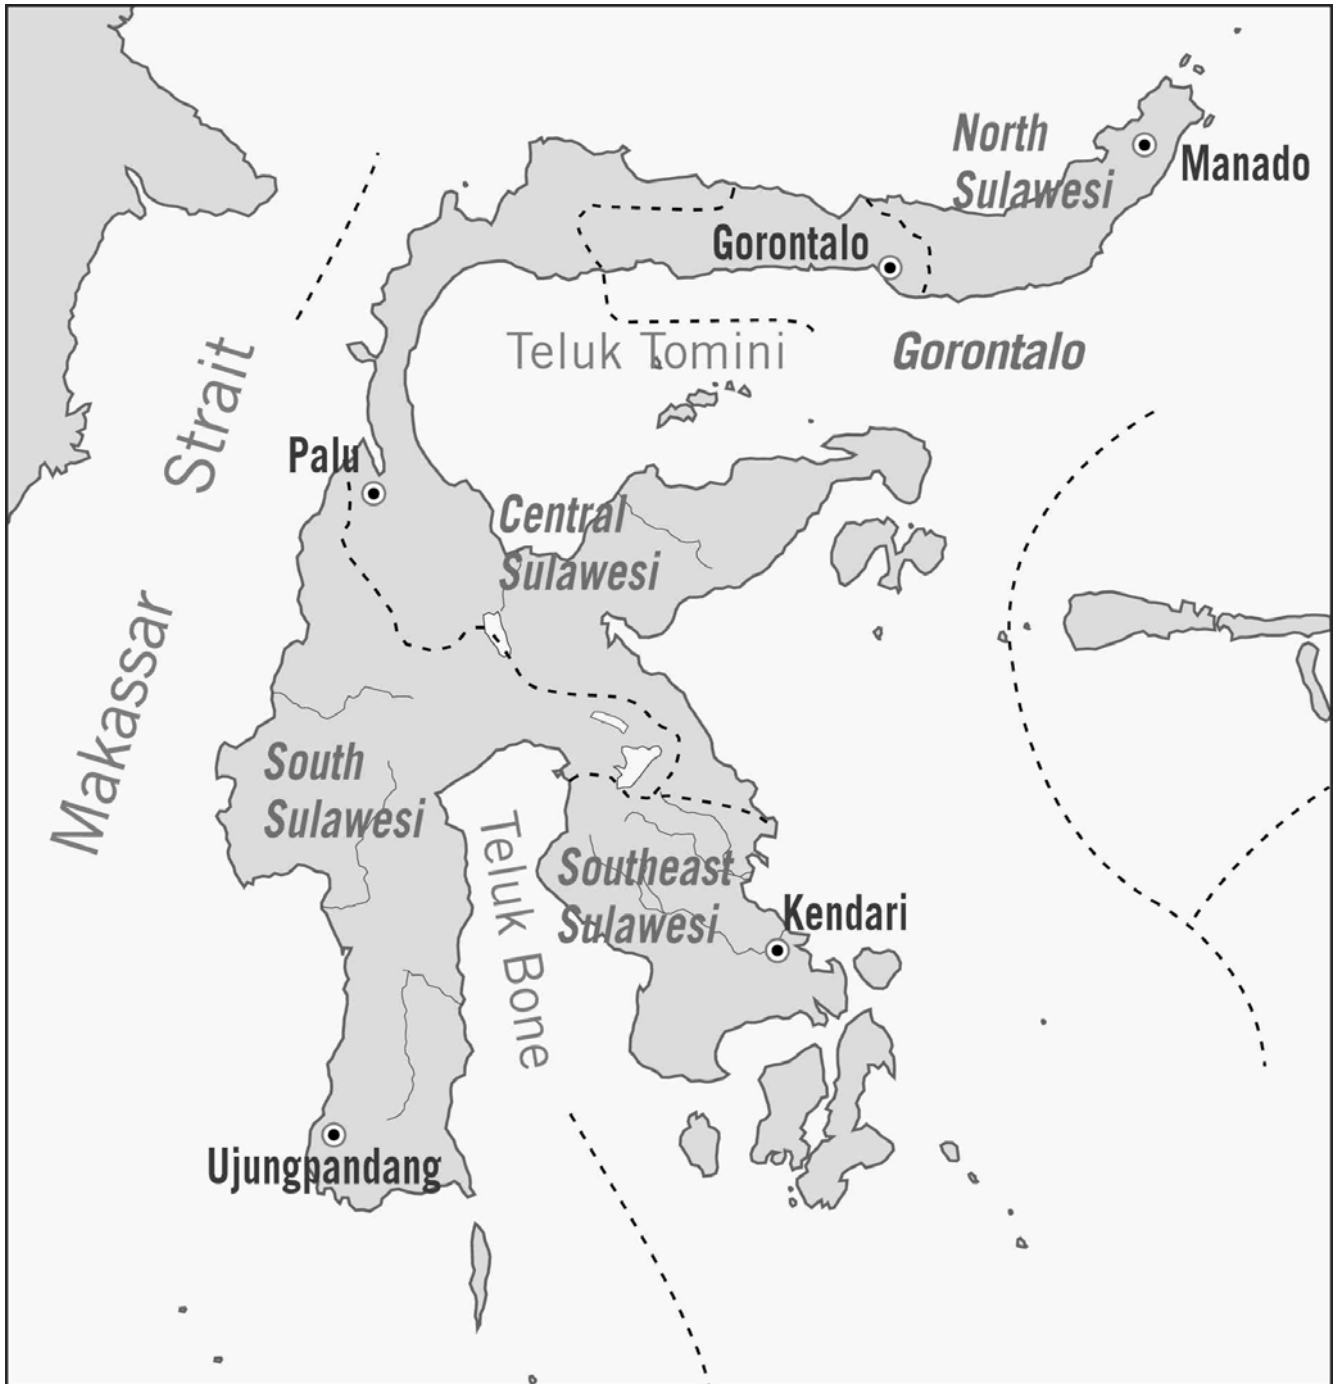 North
Sulawesi
Manado
Gorontalo
Teluk Tomini
Gorontalo
Strait
Palu
Central
Sulawesi
Makassar
South
Sulawesi
Teluk Bone
Southeast
Sulawesi
Kendari
Ujungpandang